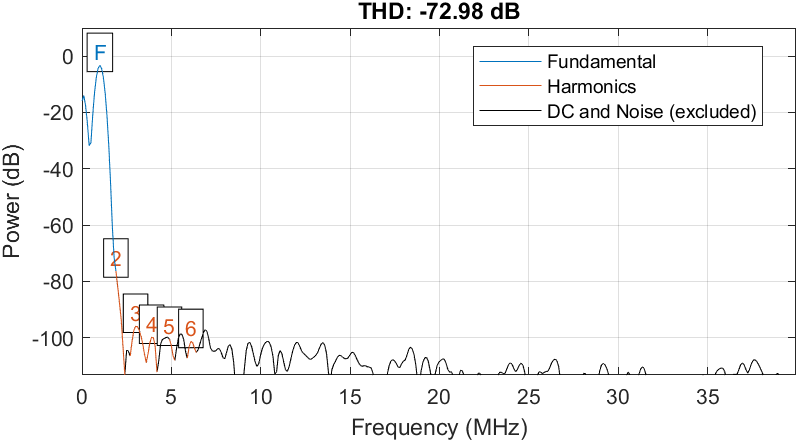 THD: -72.98 dB
F
2
3
4
5
6
Fundamental
Harmonics
DC and Noise (excluded)
Power (dB)
0
-20
-40
-60
-80
-100
0 5 10 15 20 25 30 35
Frequency (MHz)